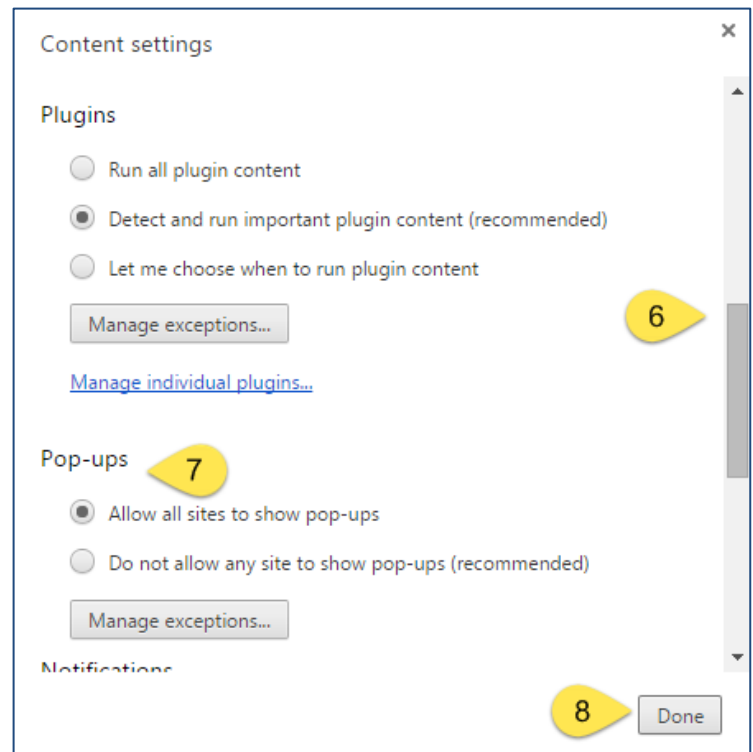 Content settings
×
Plugins
Run all plugin content
Detect and run important plugin content (recommended)
Let me choose when to run plugin content
Manage exceptions...
6
Manage individual plugins...
Pop-ups
7
Allow all sites to show pop-ups
Do not allow any site to show pop-ups (recommended)
Manage exceptions...
Notifications
8
Done